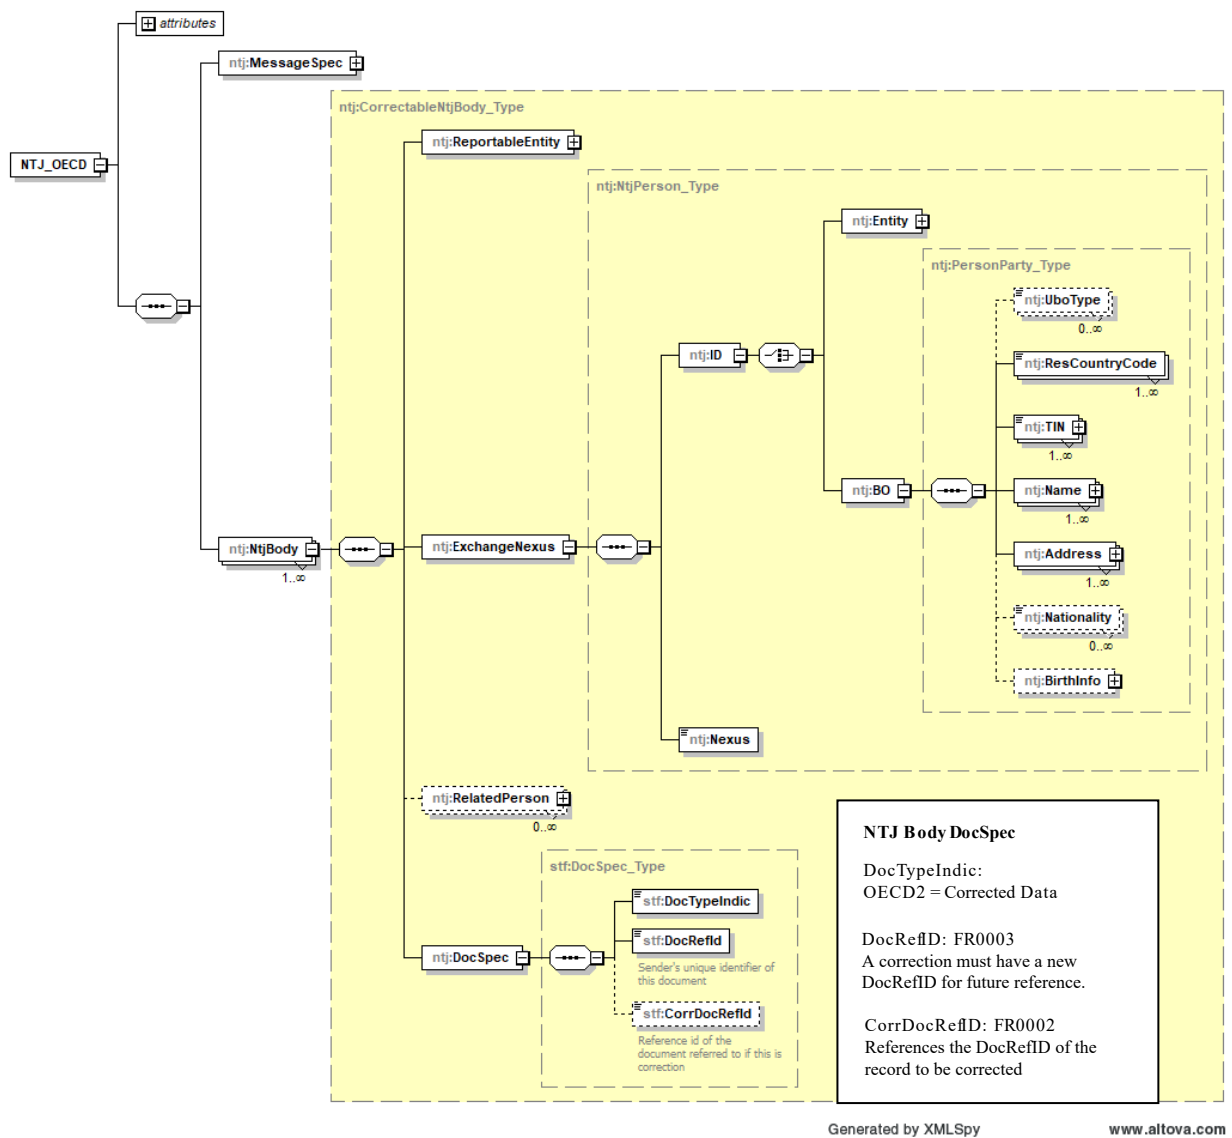 attributes
ntj:MessageSpec
ntj:CorrectableNtjBody_Type
ntj:ReportableEntity
NTJ_OECD
ntj:NtjPerson_Type
ntj:Entity
ntj:PersonParty_Type
ntj:UboType
0..∞
ntj:ID
ntj:ResCountryCode
1..∞
ntj:TIN
1..∞
ntj:BO
ntj:Name
1..∞
ntj:NtjBody
1..∞
ntj:ExchangeNexus
ntj:Address
1..∞
ntj:Nationality
0..∞
ntj:BirthInfo
ntj:Nexus
ntj:RelatedPerson
0..∞
stf:DocSpec_Type
stf:DocTypeIndic
stf:DocRefId
Sender's unique identifier of
this document
ntj:DocSpec
stf:CorrDocRefId
Reference id of the
document referred to if this is
correction
NTJ Body DocSpec
DocTypeIndic:
OECD2 = Corrected Data
DocRefID: FR0003
A correction must have a new
DocRefID for future reference.
CorrDocRefID: FR0002
References the DocRefID of the
record to be corrected
Generated by XMLSpy
www.altova.com